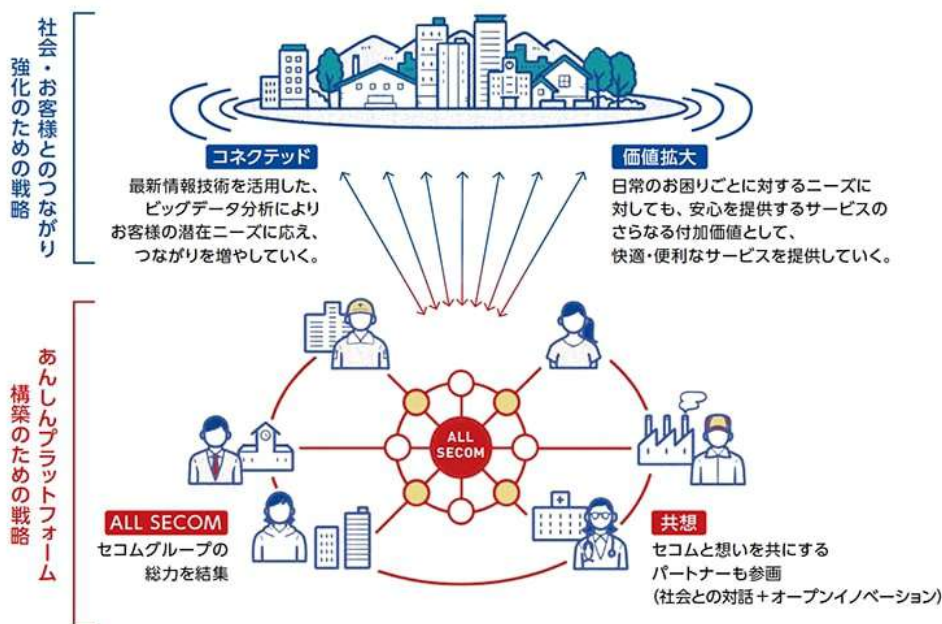 社会・お客様とのつながり
強化のための戦略
コネクテッド
最新情報技術を活用した、
ビッグデータ分析により
お客様の潜在ニーズに応え、
つながりを増やしていく。
価値拡大
日常のお困りごとに対するニーズに
対しても、安心を提供するサービスの
さらなる付加価値として、
快適・便利なサービスを提供していく。
あんしんプラットフォーム
構築のための戦略
ALL
SECOM
ALL SECOM
セコムグループの
総力を結集
共想
セコムと想いを共にする
パートナーも参画
(社会との対話+オープンイノベーション)